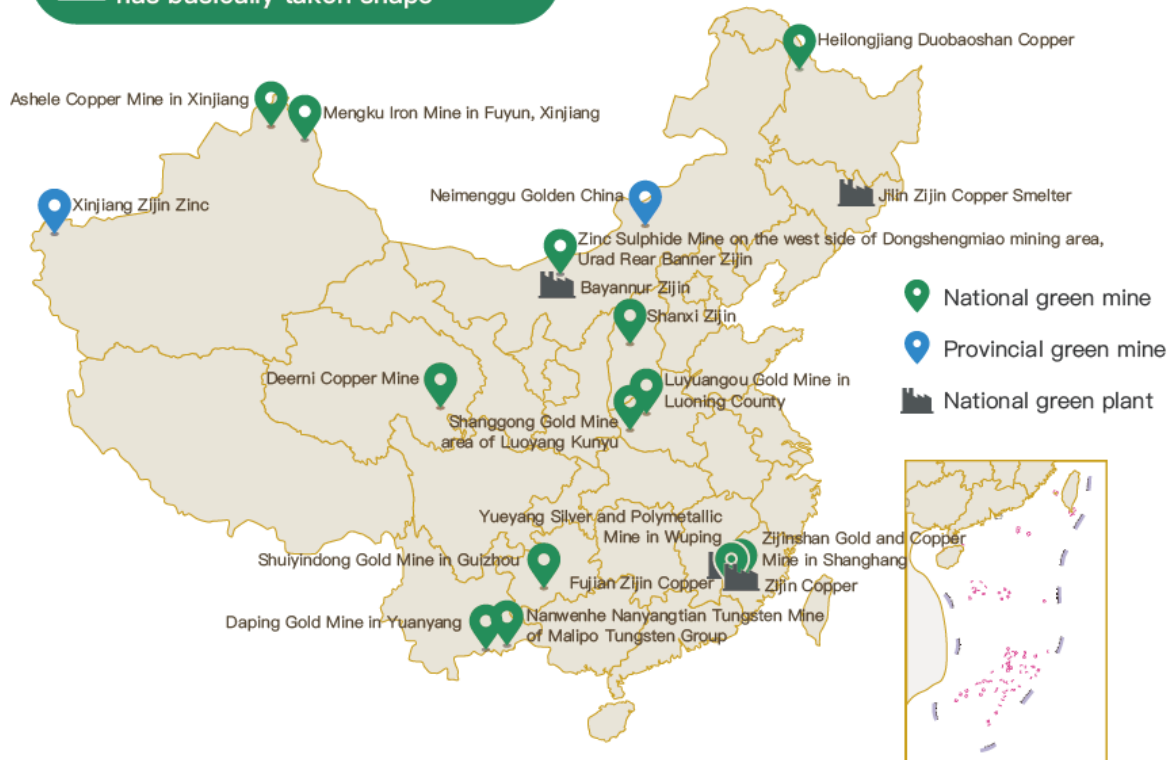 has basically taken shape
Heilongjiang Duobaoshan Copper
Ashele Copper Mine in Xinjiang
Mengku Iron Mine in Fuyun, Xinjiang
Xinjiang Zijin Zinc
Neimenggu Golden China
Jilin Zijin Copper Smelter
Zinc Sulphide Mine on the west side of Dongshengmiao mining area,
Urad Rear Banner Zijin
Bayannur Zijin
National green mine
Shanxi Zijin
Provincial green mine
Deerni Copper Mine
Luyuangou Gold Mine in
Luoning County
National green plant
Shanggong Gold Mine
area of Luoyang Kunyu
Yueyang Silver and Polymetallic
Mine in Wuping
Zijinshan Gold and Copper
Mine in Shanghang
Shuiyindong Gold Mine in Guizhou
Fujian Zijin Copper
Zijin Copper
Daping Gold Mine in Yuanyang
Nanwenhe Nanyangtian Tungsten Mine
of Malipo Tungsten Group